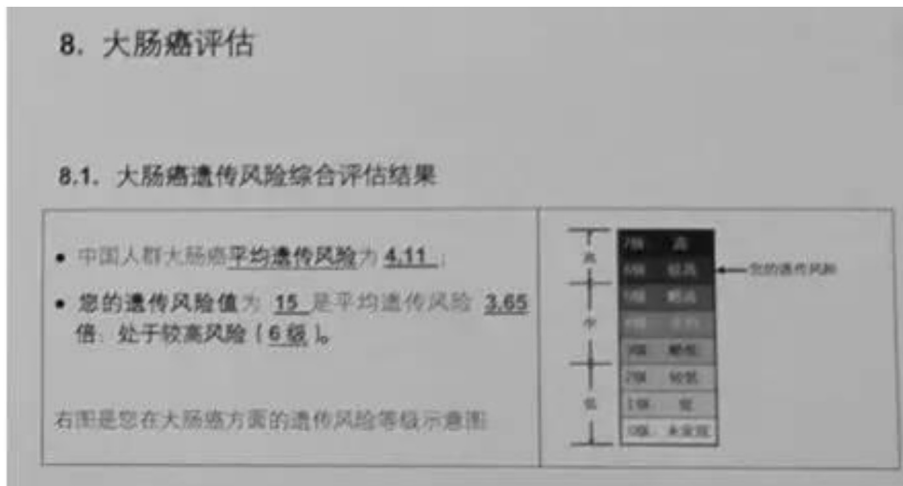 8. 大肠癌评估
8.1. 大肠癌遗传风险综合评估结果
• 中国人群大肠癌平均遗传风险为 4.11 ;
• 您的遗传风险值为 15 是平均遗传风险 3.65
倍, 处于较高风险 ( 6 级 )。
右图是您在大肠癌方面的遗传风险等级示意图
高
中
低
7级 高
6级 较高
5级 略高
3级 略低
2级 较低
1级 低
0级 未发现
您的遗传风险